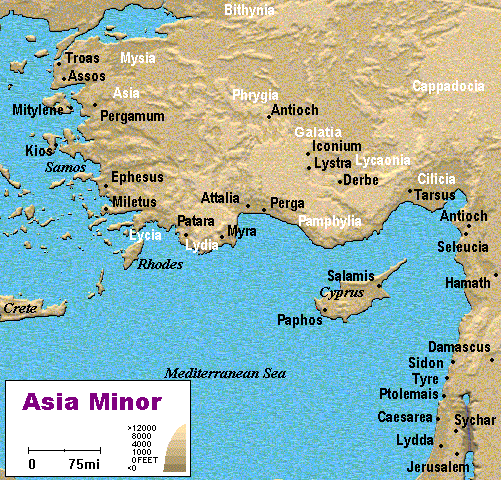 Bithynia
Troas
Mysia
Assos
Cappadocia
Asia
Phrygia
Mitylene
Pergamum
Antioch
Galatia
Kios
Iconium
Samos
Lystra
Lycaonia
Ephesus
Derbe
Cilicia
Tarsus
Miletus
Attalia
Perga
Patara
Pamphylia
Antioch
Lycia
Lydia
Myra
Seleucia
Rhodes
Salamis
Hamath
Cyprus
Crete
Paphos
Damascus
Sidon
Mediterranean Sea
Tyre
Ptolemais
Asia Minor
Caesarea
Sychar
Lydda
Jerusalem
>12000
8000
4000
1000
0FEET
<0
0 75mi